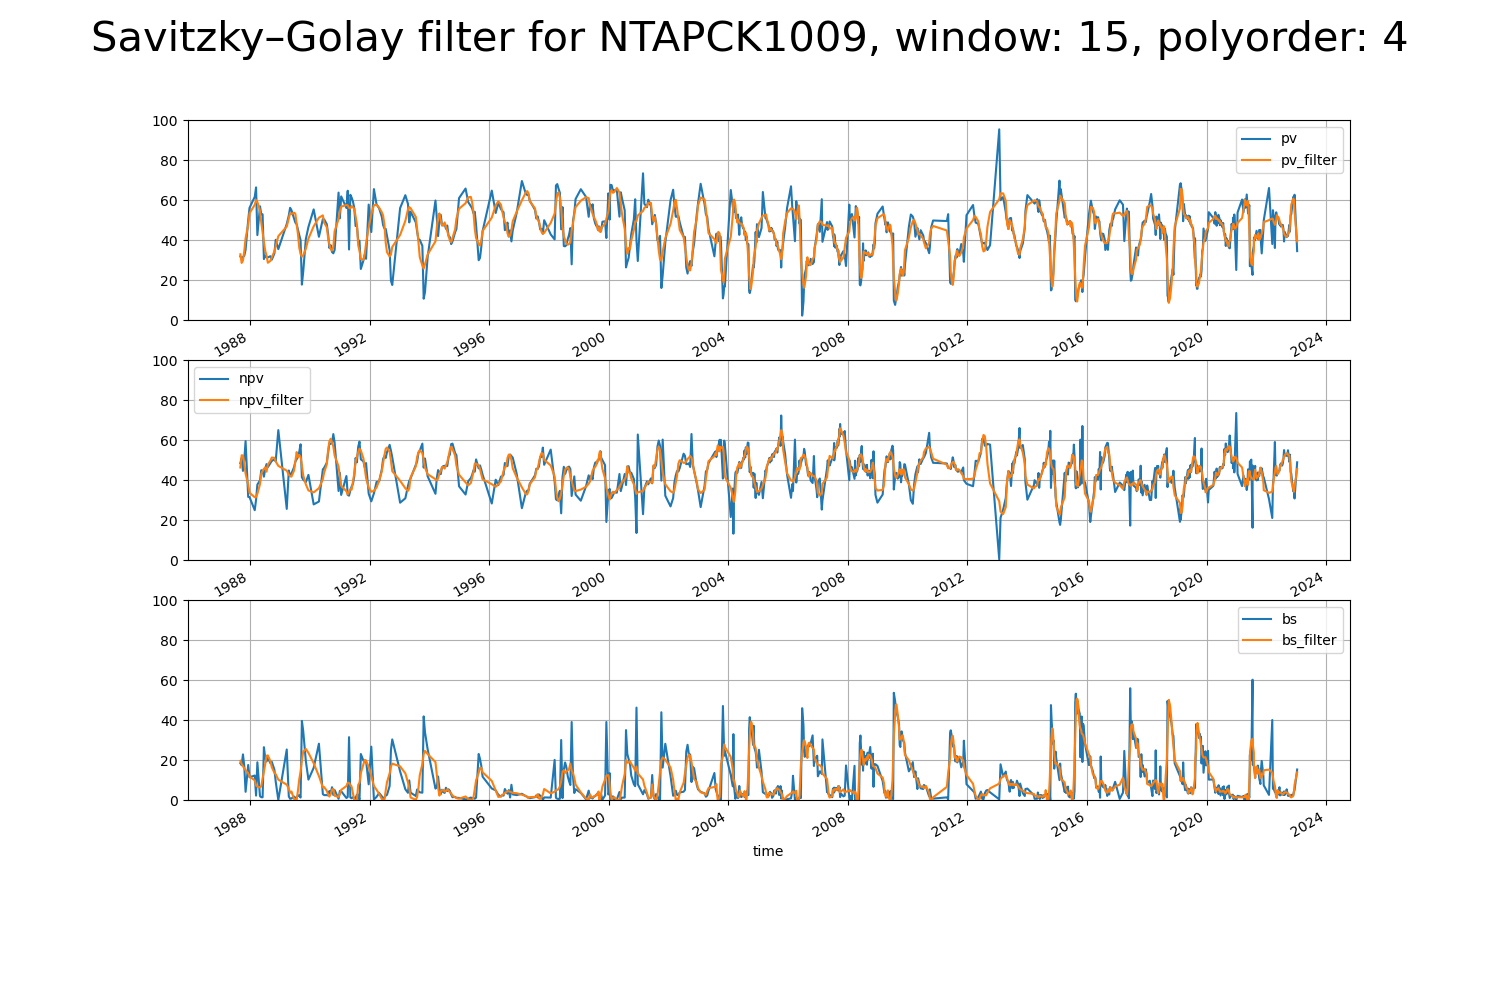 Savitzky–Golay filter for NTAPCK1009, window: 15, polyorder: 4
100
80
60
40
20
0
pv
pv_filter
1988 1992 1996 2000 2004 2008 2012 2016 2020 2024
100
80
60
40
20
0
npv
npv_filter
1988 1992 1996 2000 2004 2008 2012 2016 2020 2024
100
80
60
40
20
0
bs
bs_filter
1988 1992 1996 2000 2004 2008 2012 2016 2020 2024
time